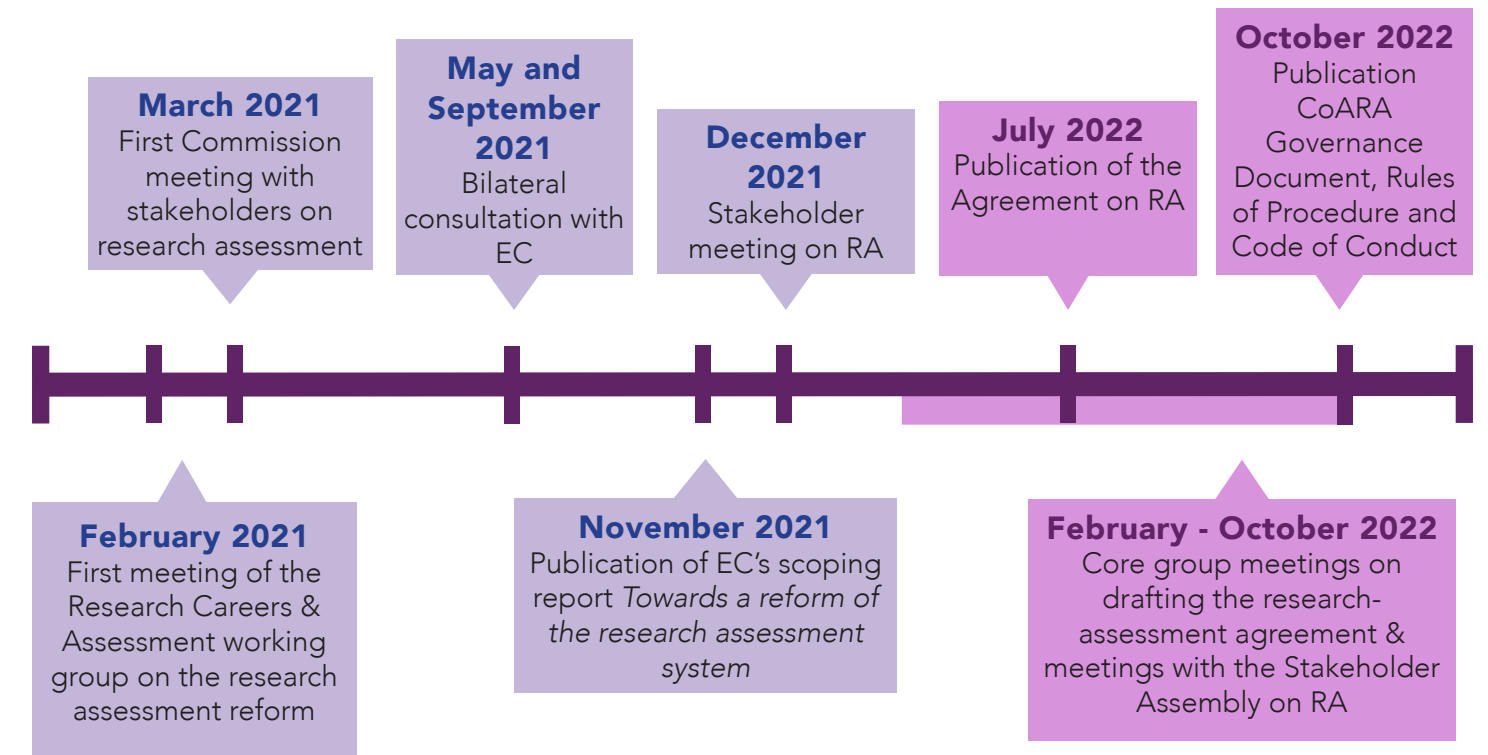 March 2021
First Commission
meeting with
stakeholders on
research assessment
May and
September
2021
Bilateral
consultation with
EC
December
2021
Stakeholder
meeting on RA
July 2022
Publication of the
Agreement on RA
October 2022
Publication
CoARA
Governance
Document, Rules
of Procedure and
Code of Conduct
February 2021
First meeting of the
Research Careers &
Assessment working
group on the research
assessment reform
November 2021
Publication of EC’s scoping
report Towards a reform of
the research assessment
system
February - October 2022
Core group meetings on
drafting the research-
assessment agreement &
meetings with the Stakeholder
Assembly on RA